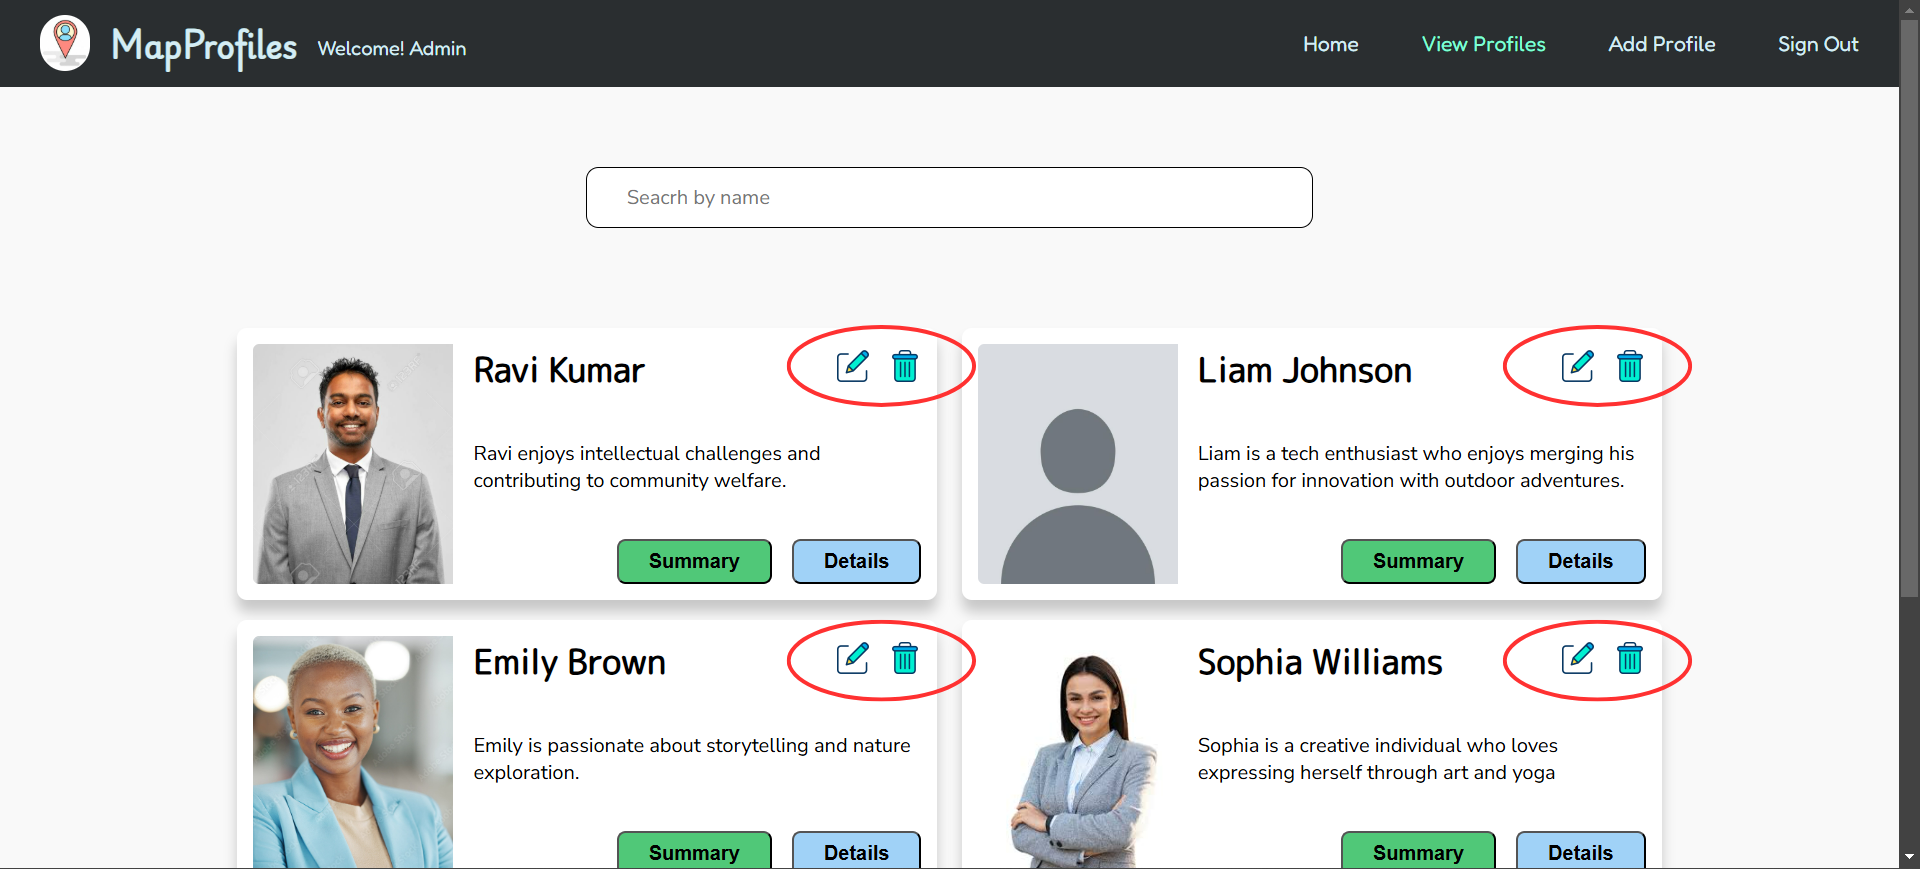 MapProfiles Welcome! Admin Home View Profiles Add Profile Sign Out
Seacrh by name
Ravi Kumar
Ravi enjoys intellectual challenges and
contributing to community welfare.
Summary Details
Liam Johnson
Liam is a tech enthusiast who enjoys merging his
passion for innovation with outdoor adventures.
Summary Details
Emily Brown
Emily is passionate about storytelling and nature
exploration.
Summary Details
Sophia Williams
Sophia is a creative individual who loves
expressing herself through art and yoga
Summary Details